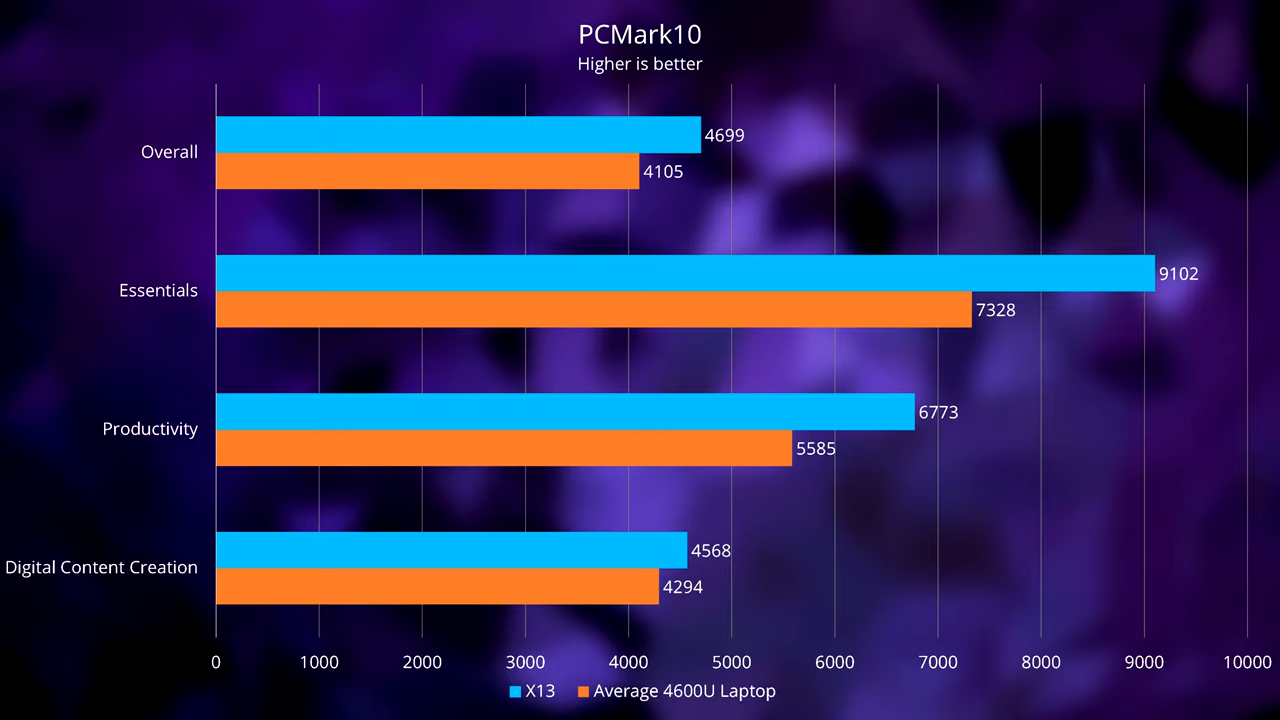 PCMark10
Higher is better
Overall
4699
4105
Essentials
9102
7328
Productivity
6773
5585
Digital Content Creation
4568
4294
0 1000 2000 3000 4000 5000 6000 7000 8000 9000 10000
X13 Average 4600U Laptop